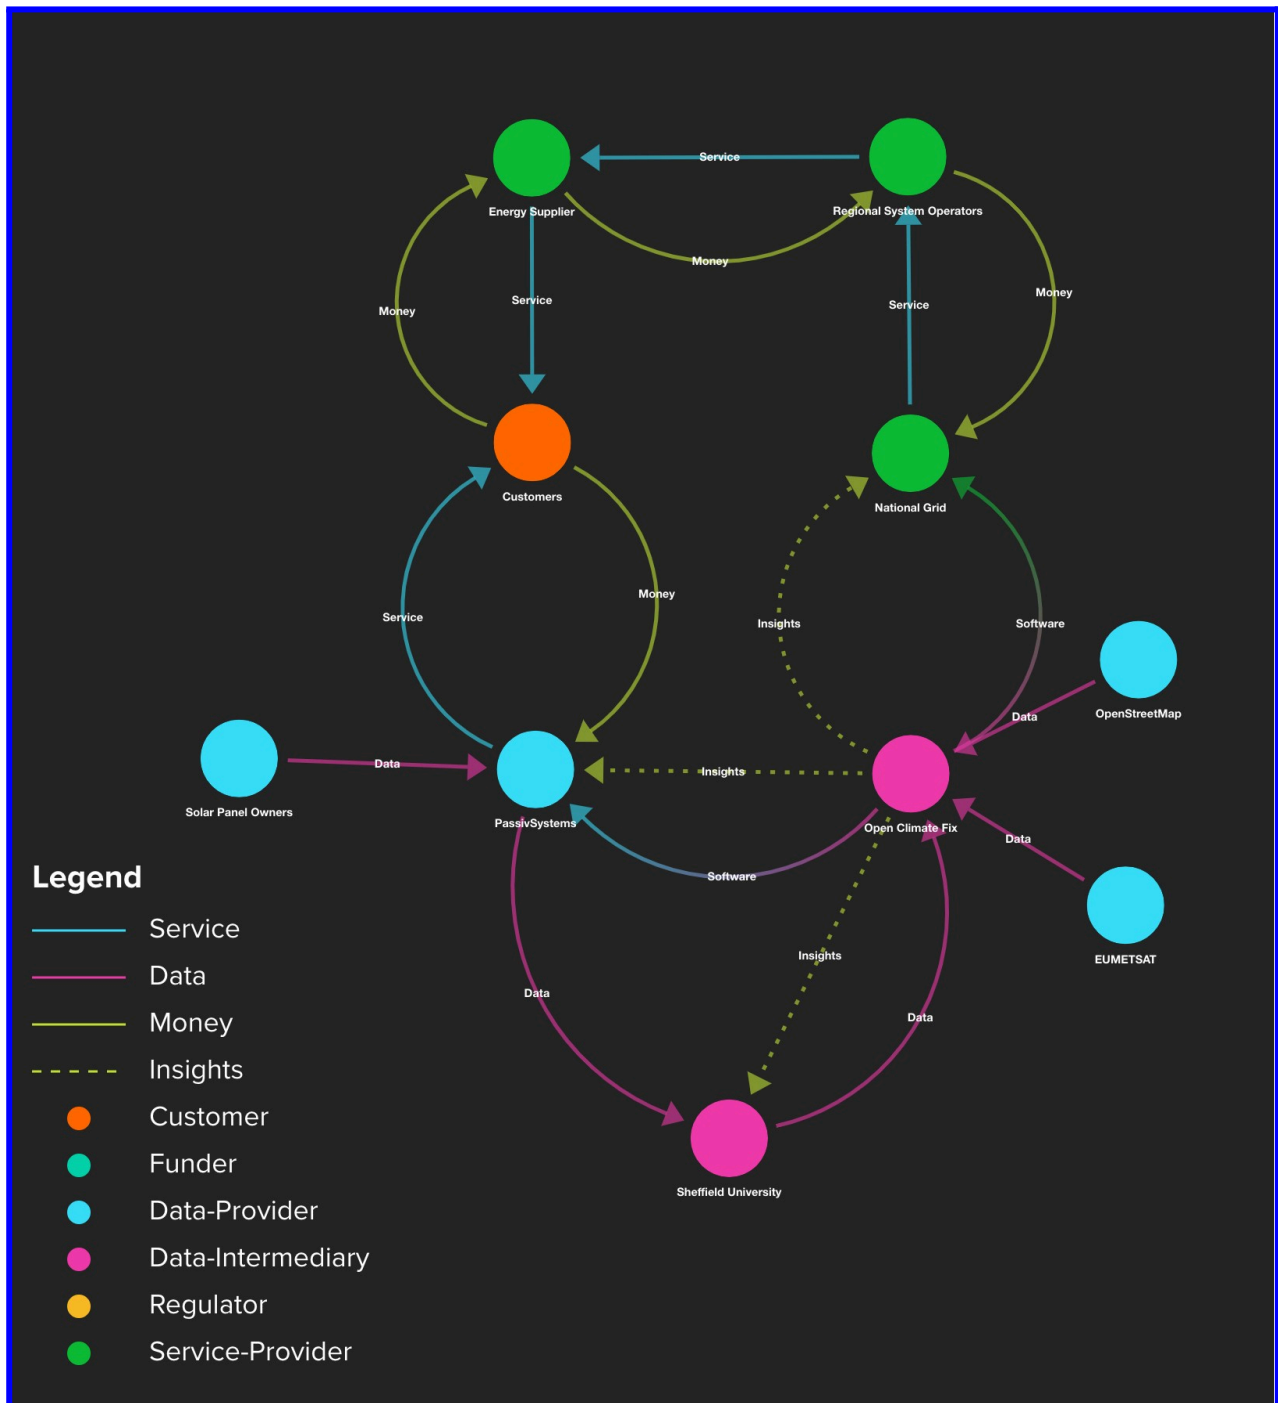 Service
Energy Supplier
Regional System Operators
Money
Money
Service
Service
Money
Customers
National Grid
Money
Service
Insights
Software
OpenStreetMap
Data
Data
Insights
Solar Panel Owners
PassivSystems
Open Climate Fix
Data
Software
Insights
EUMETSAT
Data
Data
Sheffield University
Legend
Service
Data
Money
Insights
Customer
Funder
Data-Provider
Data-Intermediary
Regulator
Service-Provider